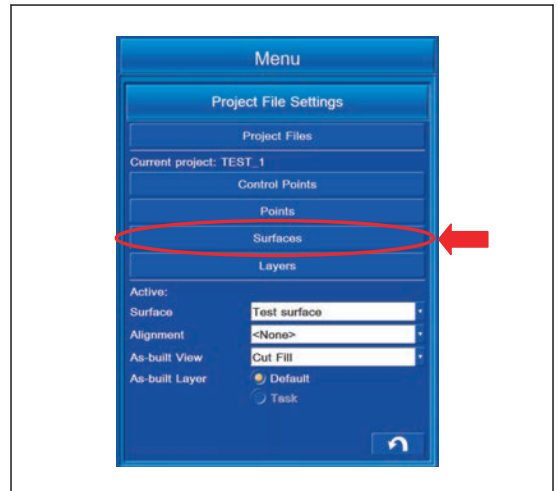 Menu
Project File Settings
Project Files
Current project: TEST_1
Control Points
Points
Surfaces
Layers
Active:
Surface Test surface
Alignment <None>
As-built View Cut Fill
As-built Layer Default
Task